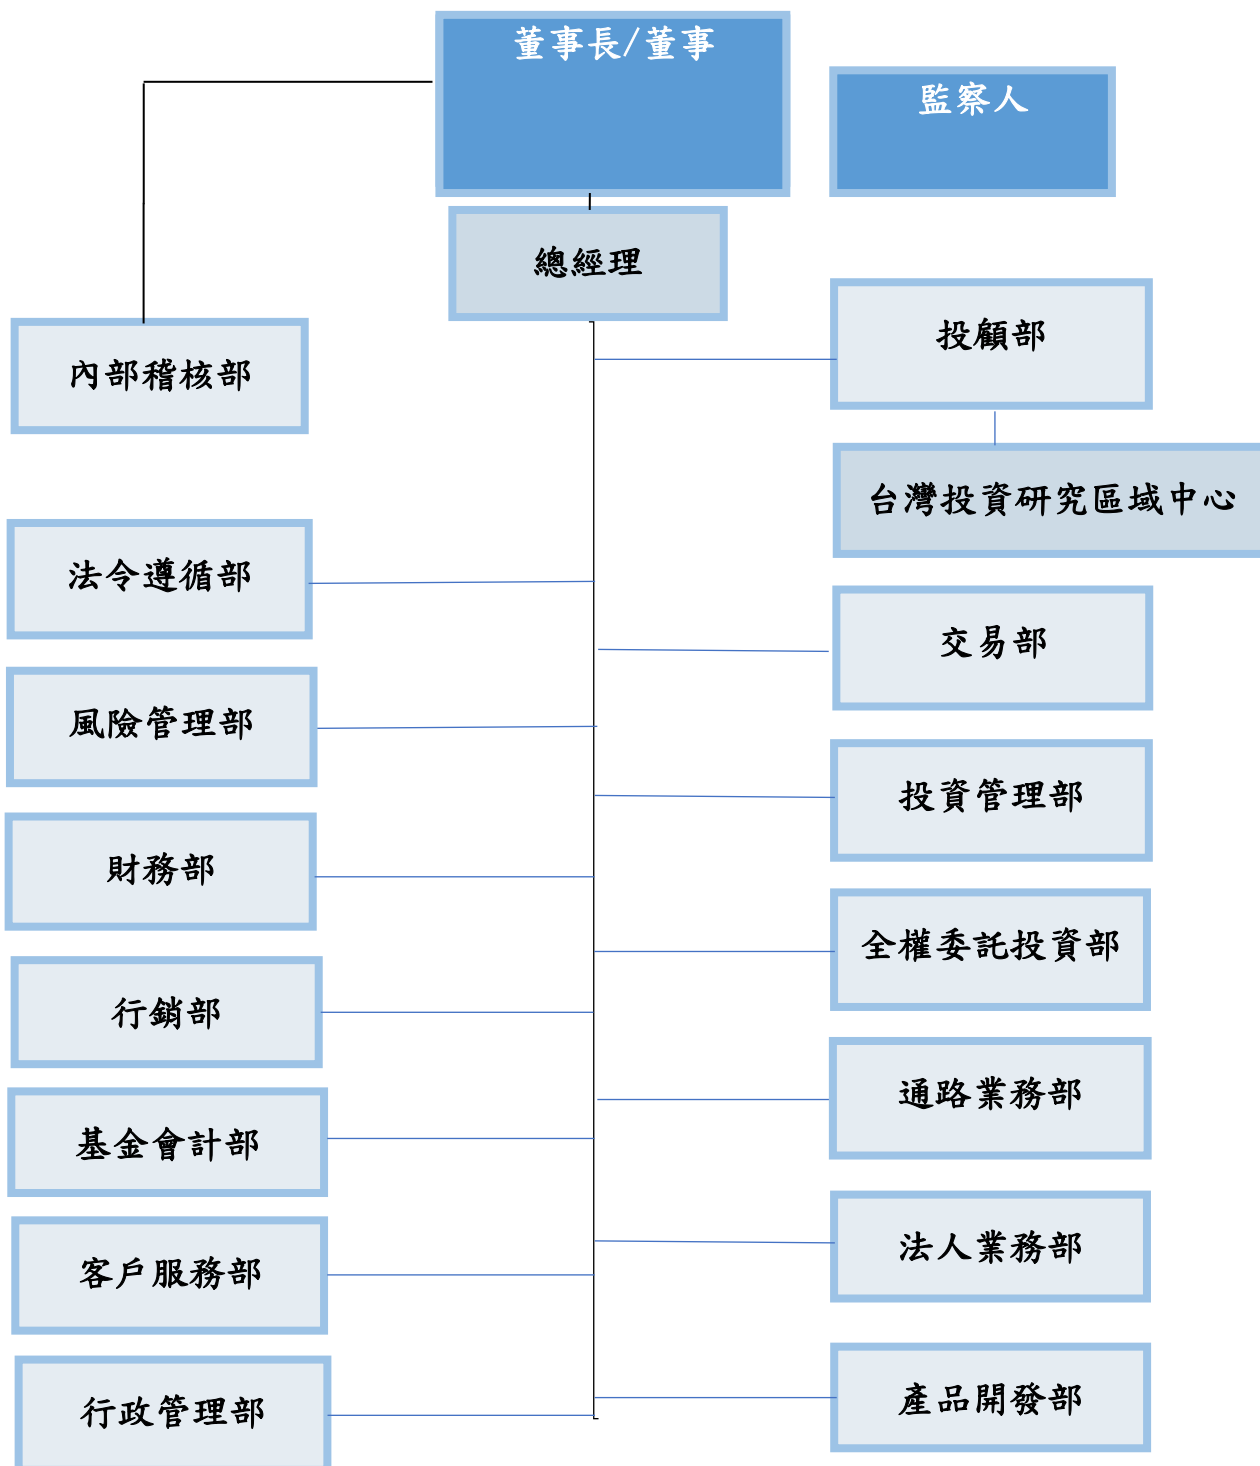 董事長/董事
監察人
總經理
投顧部
內部稽核部
台灣投資研究區域中心
法令遵循部
交易部
風險管理部
投資管理部
財務部
全權委託投資部
行銷部
通路業務部
基金會計部
法人業務部
客戶服務部
產品開發部
行政管理部